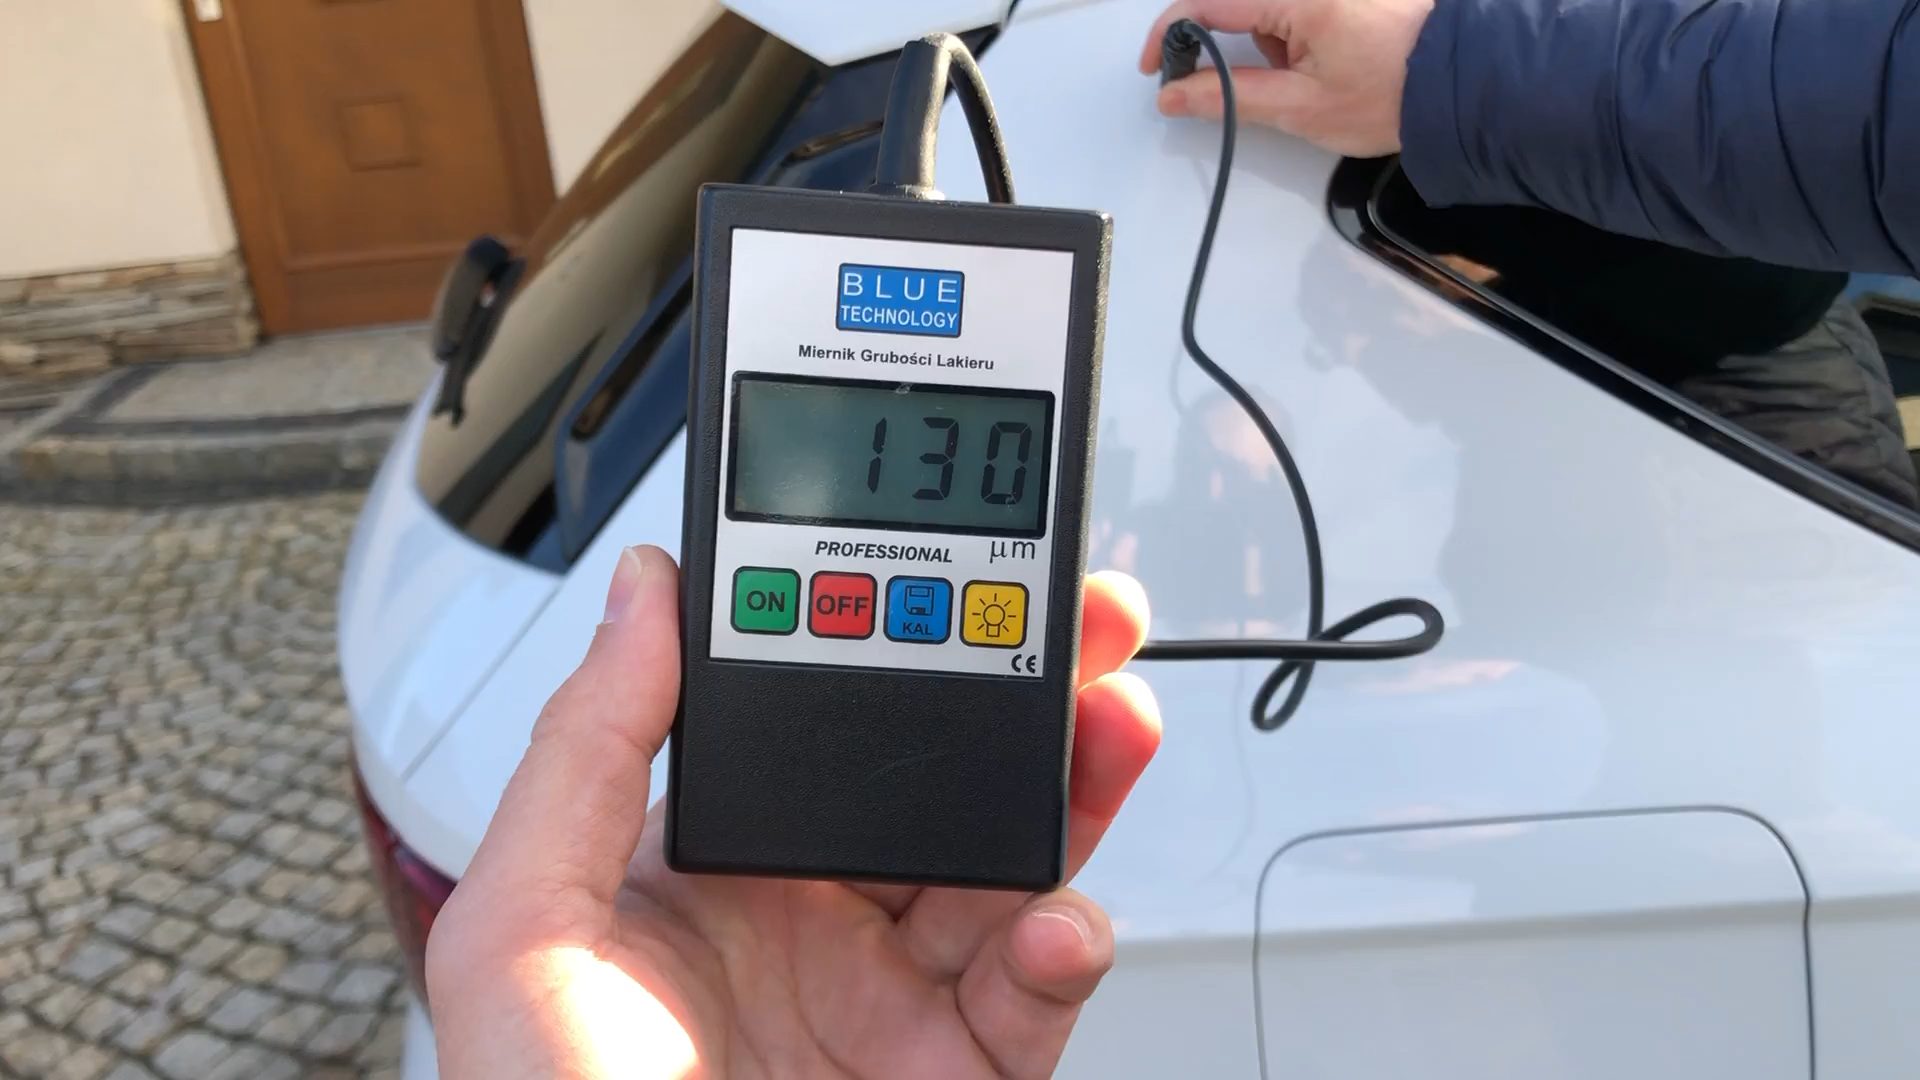 BLUE
TECHNOLOGY
Miernik Grubości Lakieru
130
PROFESSIONAL µm
ON OFF KAL
CE